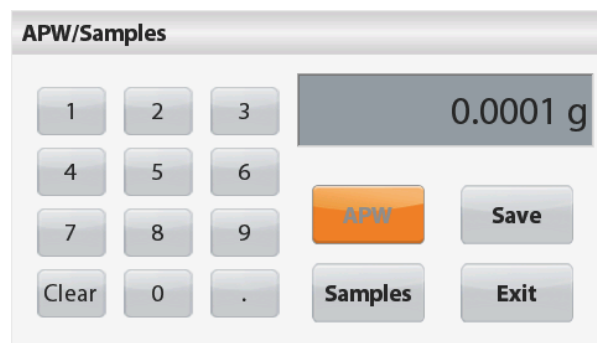 APW/Samples
0.0001 g
1 2 3
4 5 6
7 8 9
Clear 0 .
APW Save
Samples Exit